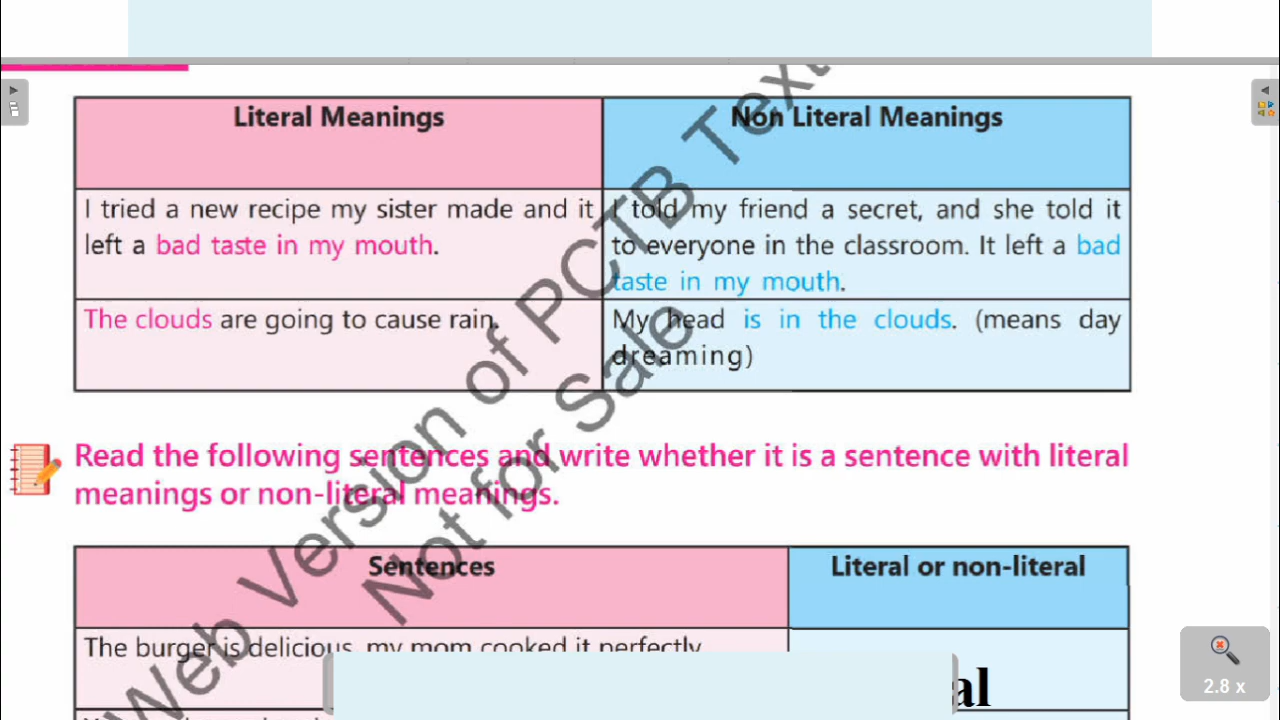 Literal Meanings
Non Literal Meanings
I tried a new recipe my sister made and it
left a bad taste in my mouth.
I told my friend a secret, and she told it
to everyone in the classroom. It left a bad
taste in my mouth.
The clouds are going to cause rain.
My head is in the clouds. (means day
dreaming)
Read the following sentences and write whether it is a sentence with literal
meanings or non-literal meanings.
Sentences
Literal or non-literal
The burger is delicious, my mom cooked it perfectly
al
Web Version of PCTB Text
Not for Sale
2.8 x